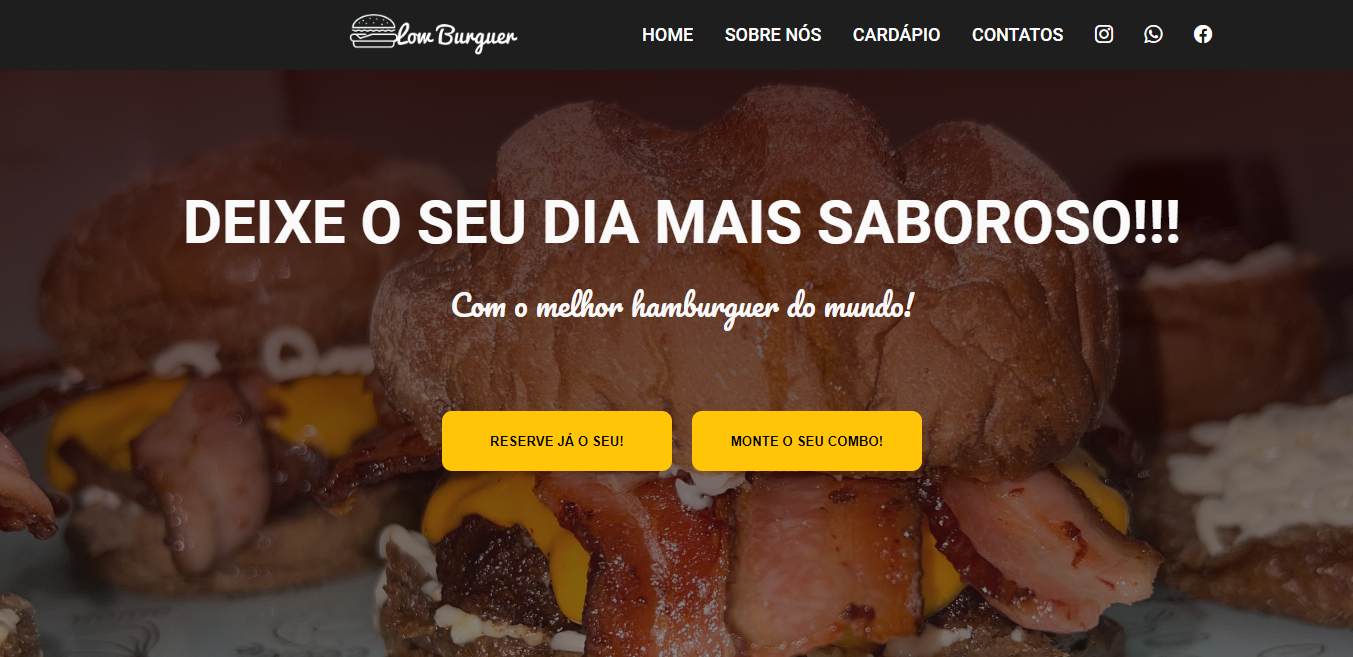 Low Burguer
HOME SOBRE NÓS CARDÁPIO CONTATOS
DEIXE O SEU DIA MAIS SABOROSO!!!
Com o melhor hamburguer do mundo!
RESERVE JÁ O SEU! MONTE O SEU COMBO!